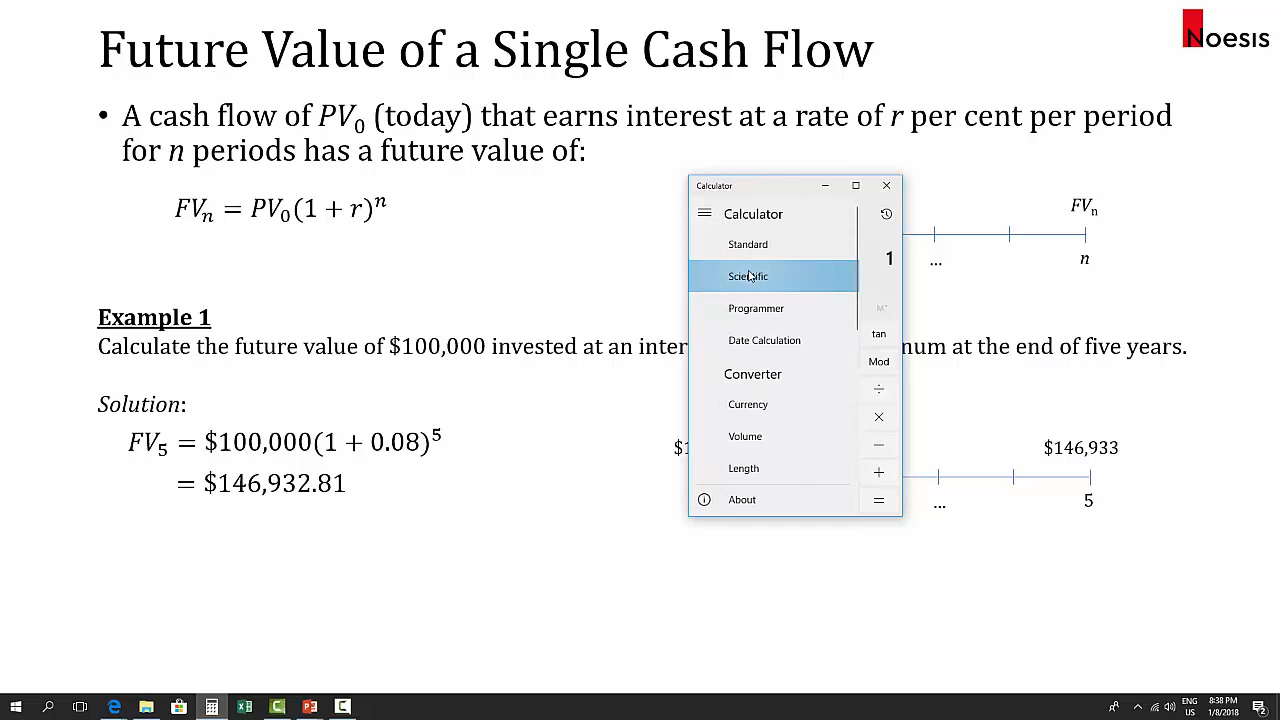 Future Value of a Single Cash Flow
Noesis
• A cash flow of PV₀ (today) that earns interest at a rate of r per cent per period
for n periods has a future value of:
FVₙ = PV₀(1 + r)ⁿ
FVₙ
...
n
Calculator
Calculator
Standard
1
Scientific
Programmer
M˅
tan
Date Calculation
Mod
Converter
÷
Currency
×
Volume
−
Length
+
About
=
Example 1
Calculate the future value of $100,000 invested at an at the end of five years.
Solution:
FV₅ = $100,000(1 + 0.08)⁵
= $146,932.81
$146,933
...
5
ENG
US
8:38 PM
1/8/2018
2